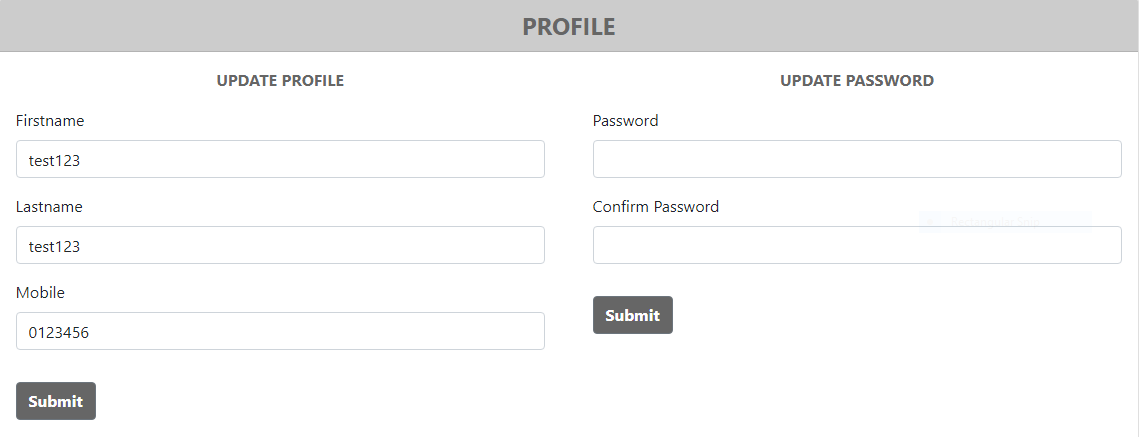 PROFILE
UPDATE PROFILE
Firstname
test123
Lastname
test123
Mobile
0123456
Submit
UPDATE PASSWORD
Password
Confirm Password
Submit